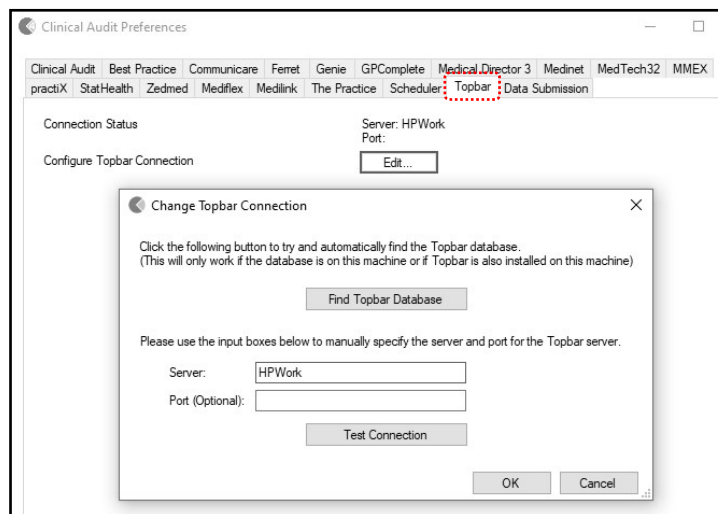 Clinical Audit Preferences
Clinical Audit Best Practice Communicare Ferret Genie GPComplete Medical Director 3 Medinet MedTech32 MMEX
practiX StatHealth Zedmed Mediflex Medilink The Practice Scheduler Topbar Data Submission
Connection Status Server: HPWork
Port:
Configure Topbar Connection Edit...
Change Topbar Connection
Click the following button to try and automatically find the Topbar database.
(This will only work if the database is on this machine or if Topbar is also installed on this machine)
Find Topbar Database
Please use the input boxes below to manually specify the server and port for the Topbar server.
Server: HPWork
Port (Optional):
Test Connection
OK Cancel